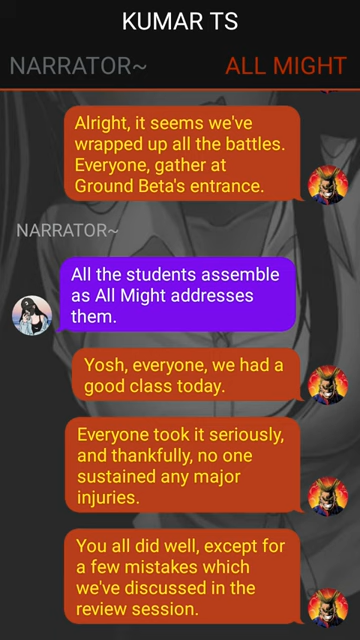 KUMAR TS
NARRATOR~ ALL MIGHT
Alright, it seems we've
wrapped up all the battles.
Everyone, gather at
Ground Beta's entrance.
NARRATOR~
All the students assemble
as All Might addresses
them.
Yosh, everyone, we had a
good class today.
Everyone took it seriously,
and thankfully, no one
sustained any major
injuries.
You all did well, except for
a few mistakes which
we've discussed in the
review session.